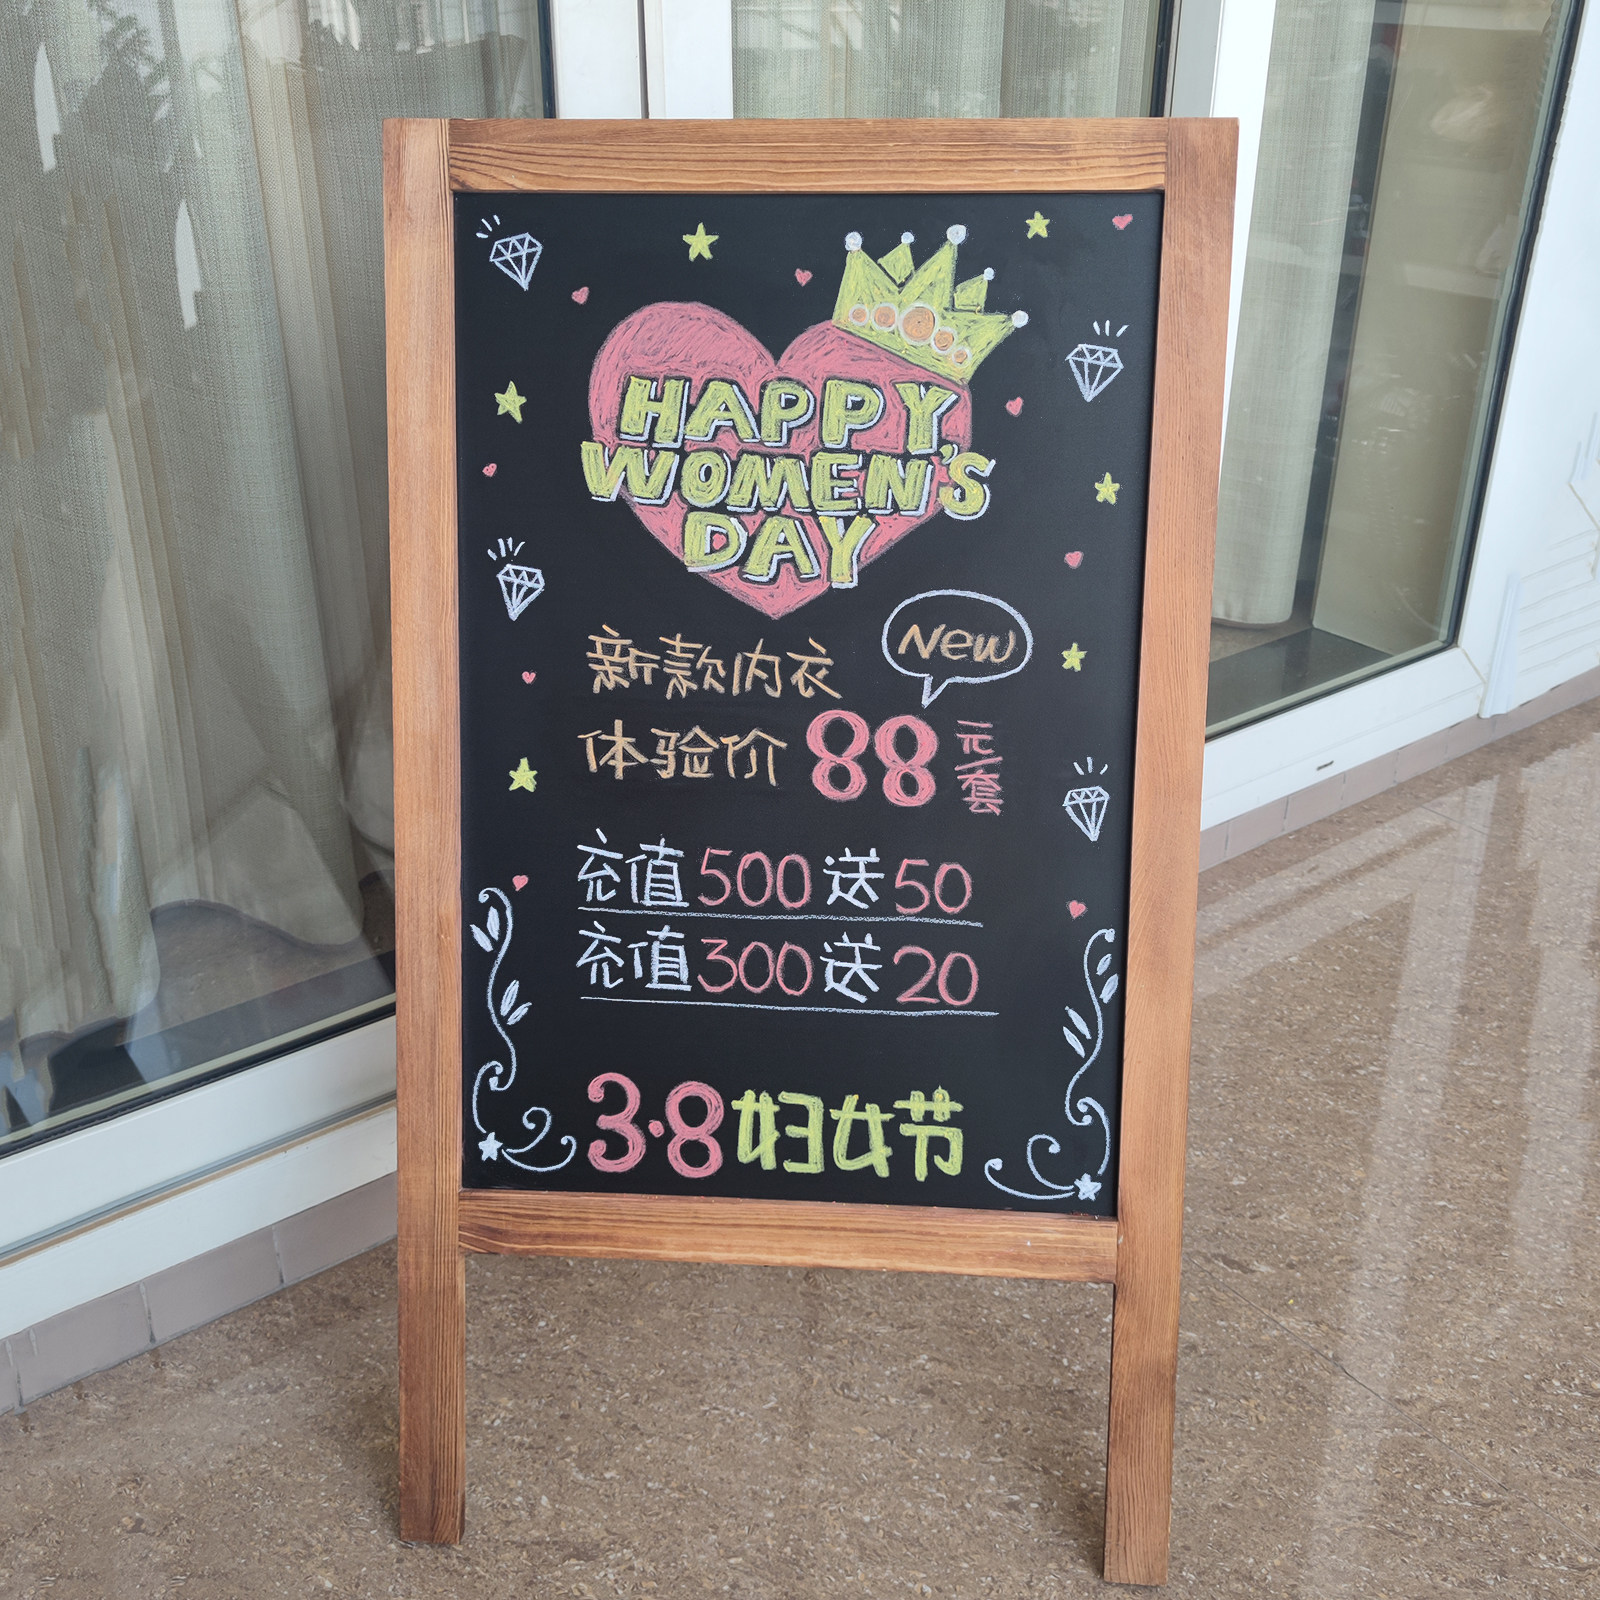 HAPPY
WOMEN'S
DAY
New
新款内衣
体验价 88 元/套
充值500送50
充值300送20
3·8妇女节